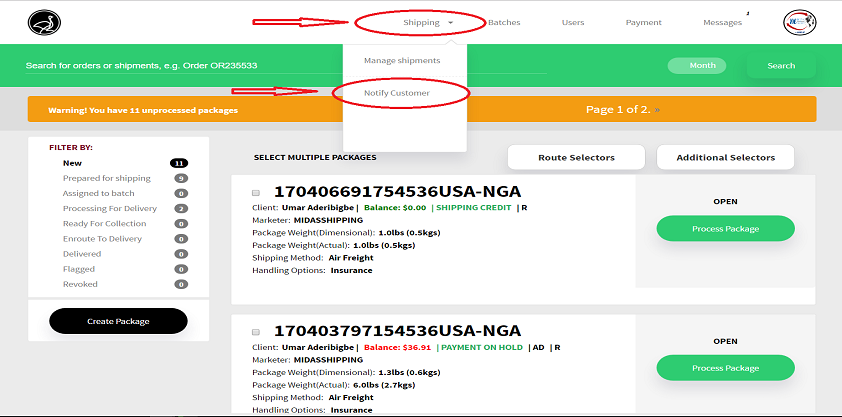 Shipping Batches Users Payment Messages
Manage shipments
Search for orders or shipments, e.g. Order OR235533 Month Search
Notify Customer
Warning! You have 11 unprocessed packages Page 1 of 2. »
FILTER BY:
New 11
Prepared for shipping 9
Assigned to batch 0
Processing For Delivery 2
Ready For Collection 0
Enroute To Delivery 0
Delivered 0
Flagged 0
Revoked 0
Create Package
SELECT MULTIPLE PACKAGES Route Selectors Additional Selectors
170406691754536USA-NGA
Client: Umar Aderibigbe | Balance: $0.00 | SHIPPING CREDIT | R
Marketer: MIDASSHIPPING
Package Weight(Dimensional): 1.0lbs (0.5kgs)
Package Weight(Actual): 1.0lbs (0.5kgs)
Shipping Method: Air Freight
Handling Options: Insurance
OPEN
Process Package
170403797154536USA-NGA
Client: Umar Aderibigbe | Balance: $36.91 | PAYMENT ON HOLD | AD | R
Marketer: MIDASSHIPPING
Package Weight(Dimensional): 1.3lbs (0.6kgs)
Package Weight(Actual): 6.0lbs (2.7kgs)
Shipping Method: Air Freight
Handling Options: Insurance
OPEN
Process Package